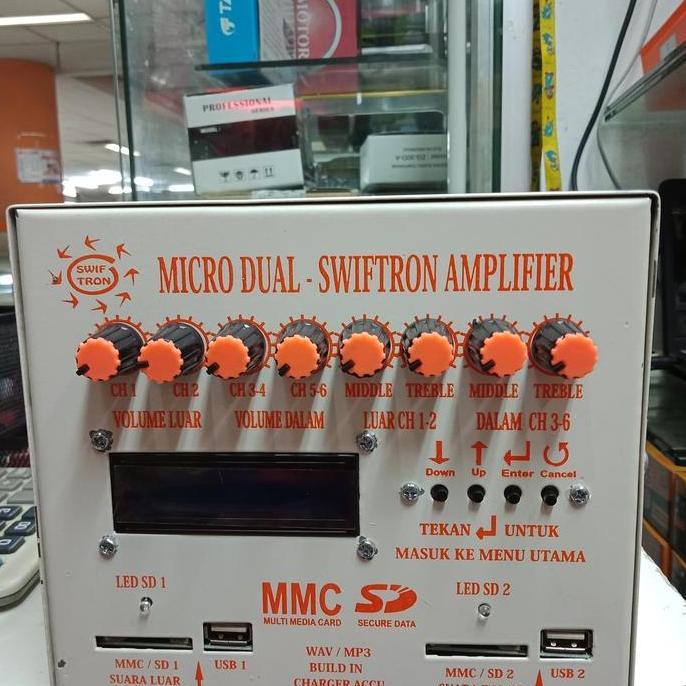 PROFESSIONAL
SERIES
MOTOR
SWIF
TRON
MICRO DUAL - SWIFTRON AMPLIFIER
CH 1 CH 2 CH 3-4 CH 5-6 MIDDLE TREBLE MIDDLE TREBLE
VOLUME LUAR VOLUME DALAM LUAR CH 1-2 DALAM CH 3-6
Down Up Enter Cancel
TEKAN UNTUK
MASUK KE MENU UTAMA
LED SD 1
MMC SD
LED SD 2
MULTI MEDIA CARD SECURE DATA
MMC / SD 1 USB 1
SUARA LUAR
WAV / MP3
BUILD IN
CHARGER ACCU
MMC / SD 2 USB 2